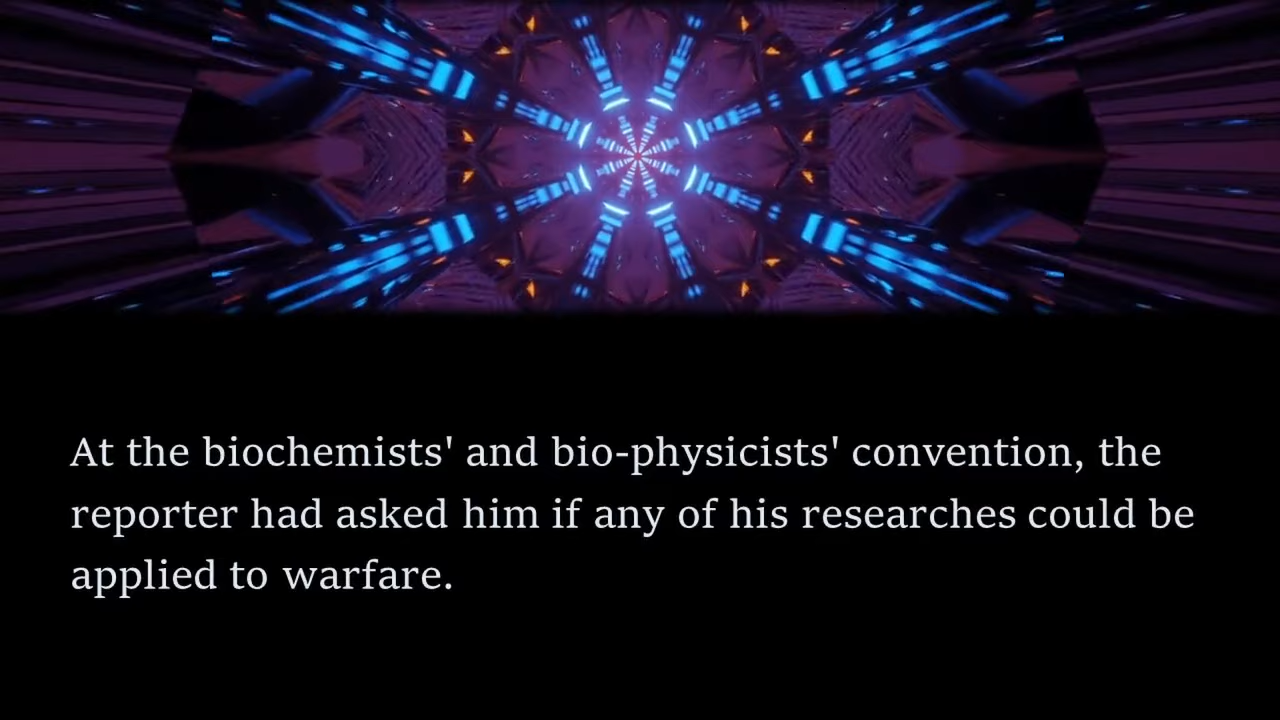 At the biochemists' and bio-physicists' convention, the
reporter had asked him if any of his researches could be
applied to warfare.